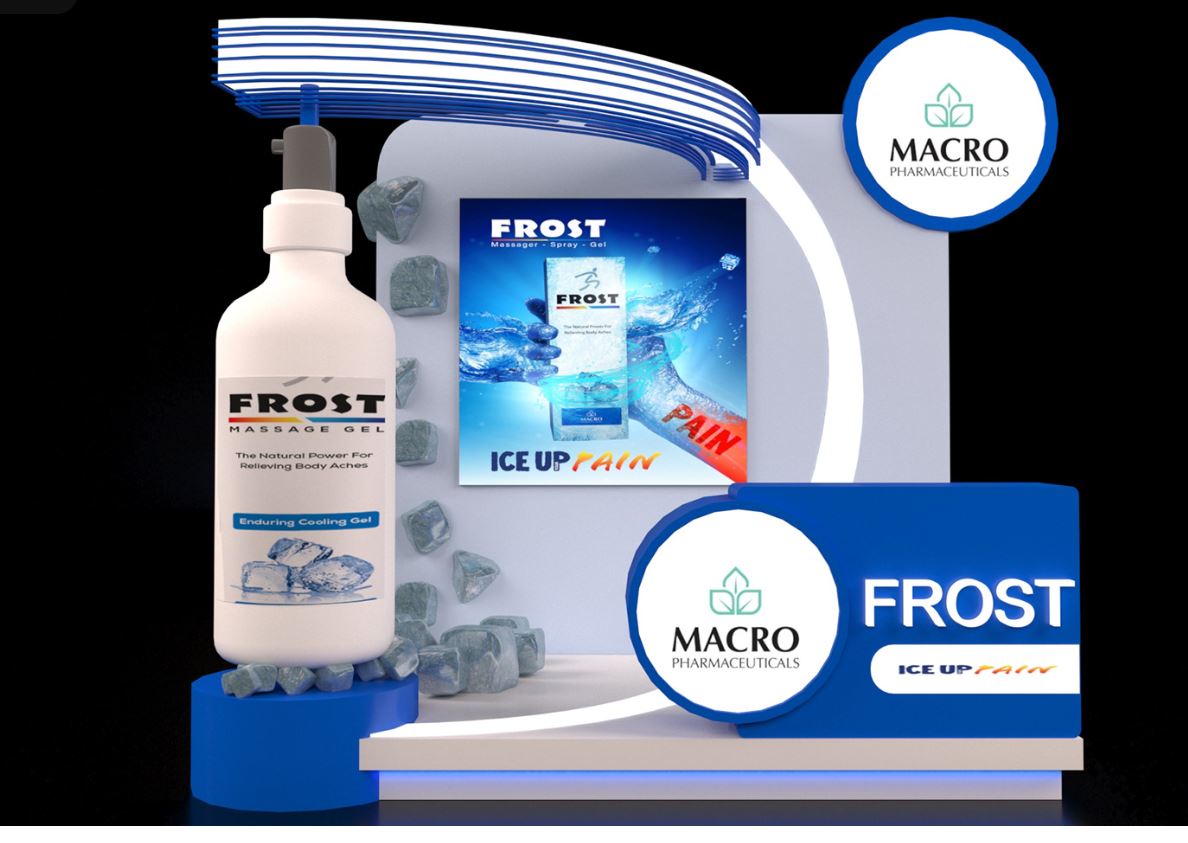 MACRO
PHARMACEUTICALS
FROST
Massager - Spray - Gel
FROST
The Natural Power For
Relieving Body Aches
MACRO
PAIN
ICE UP PAIN
FROST
MASSAGE GEL
The Natural Power For
Relieving Body Aches
Enduring Cooling Gel
MACRO
PHARMACEUTICALS
FROST
ICE UP PAIN